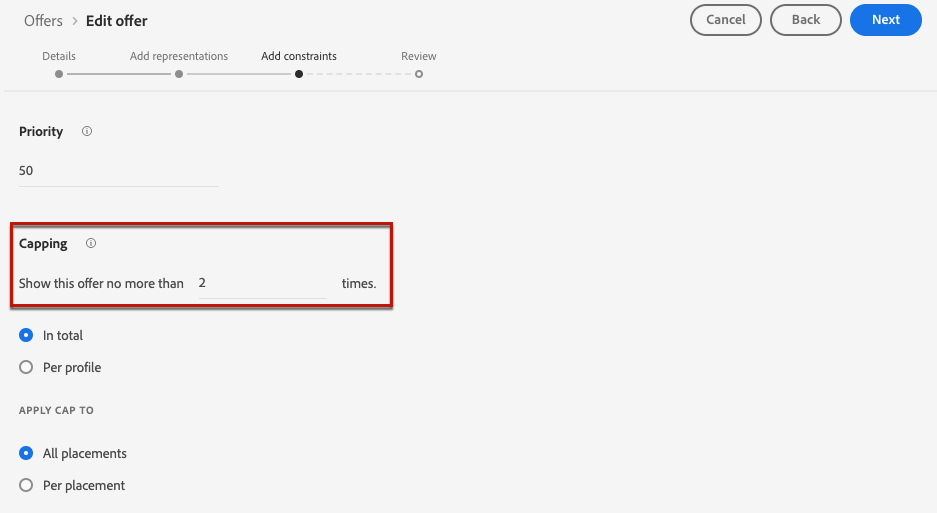 Offers > Edit offer
Cancel
Back
Next
Details
Add representations
Add constraints
Review
Priority
50
Capping
Show this offer no more than 2 times.
In total
Per profile
APPLY CAP TO
All placements
Per placement